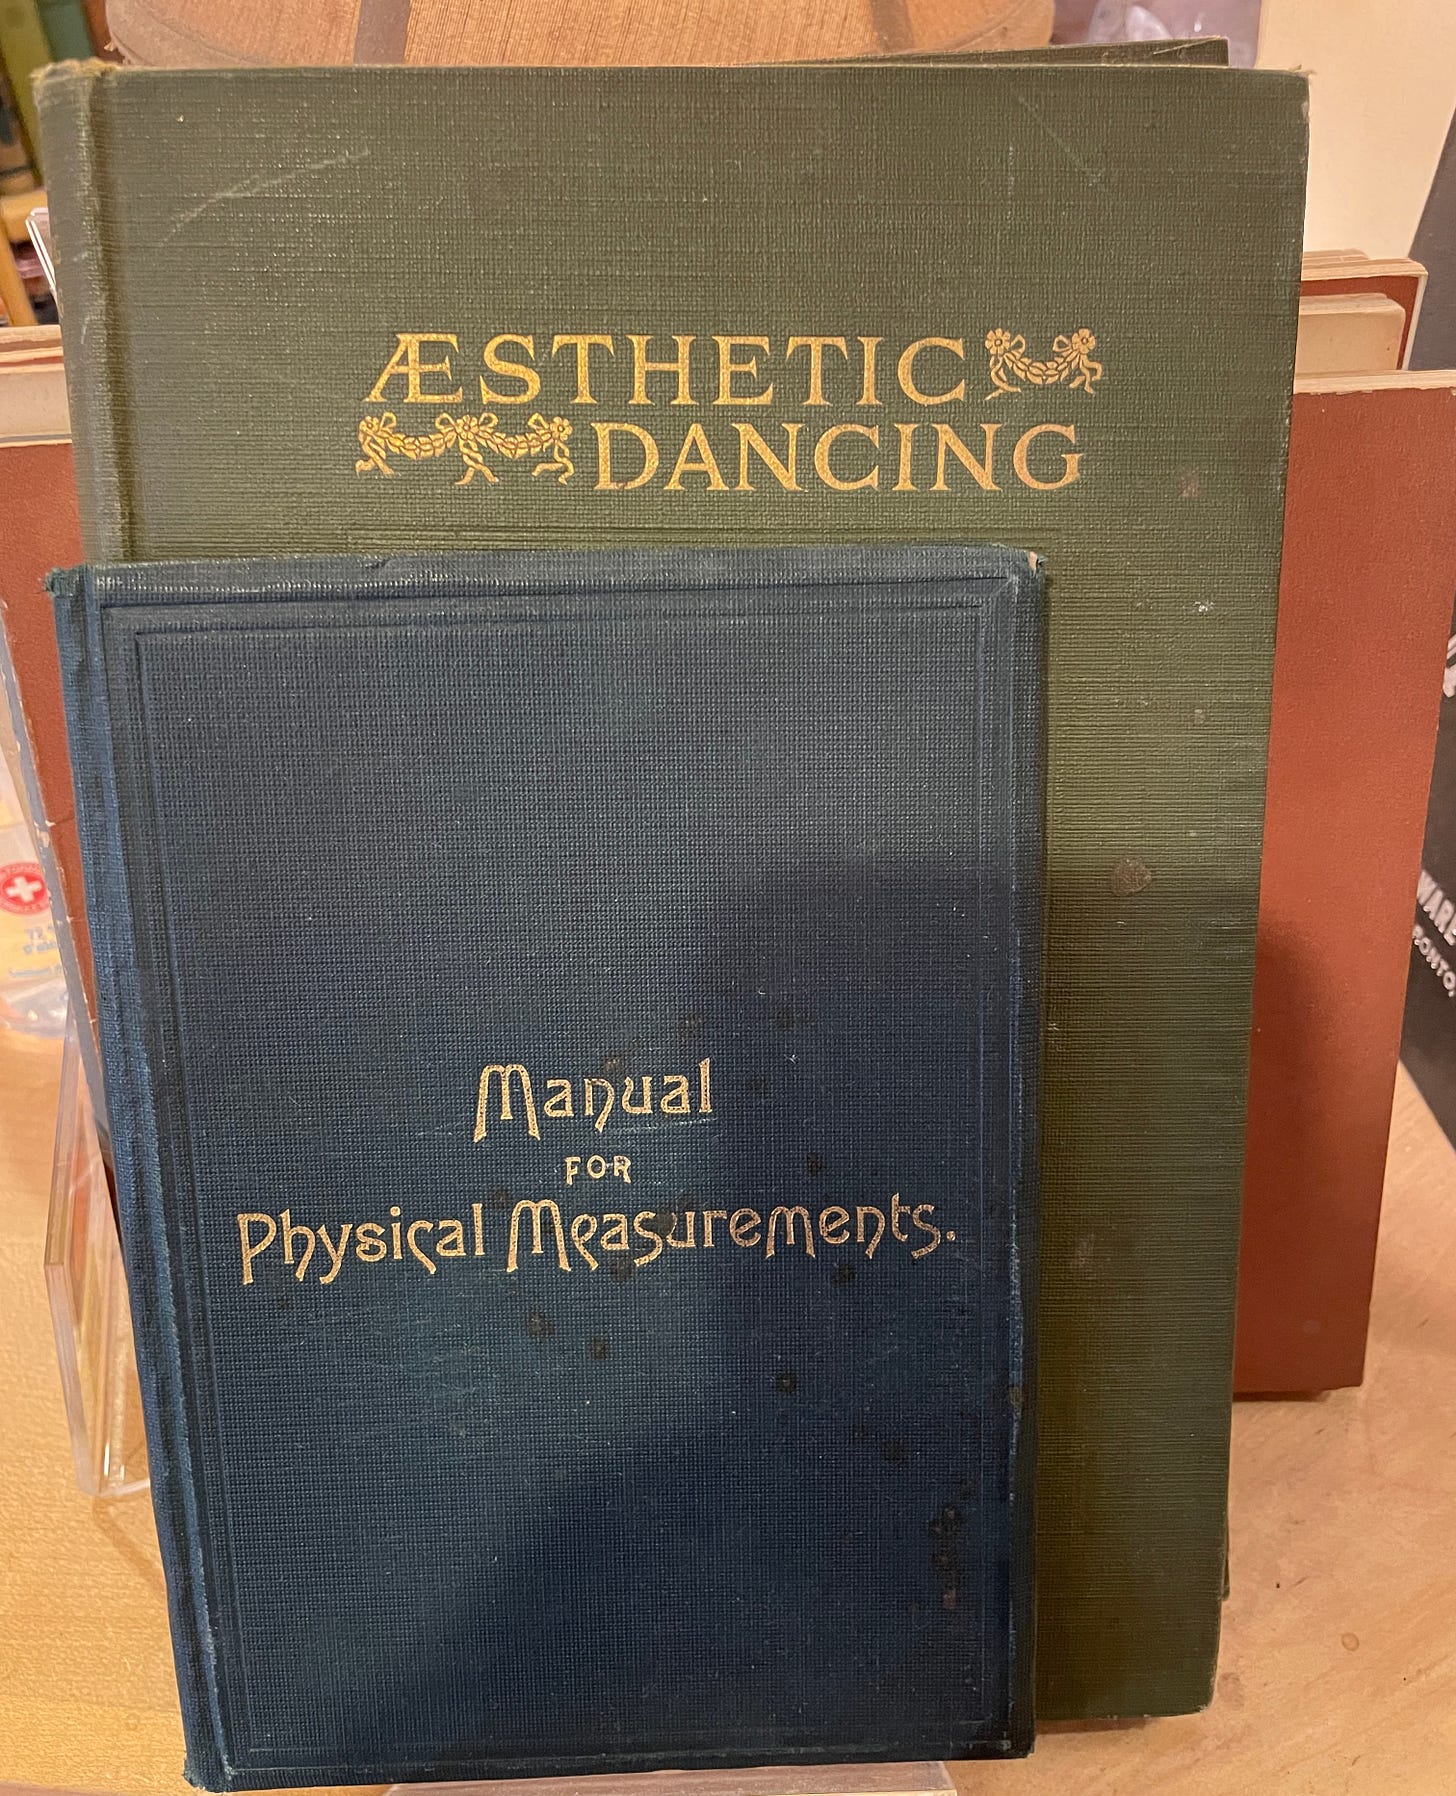 ÆSTHETIC
DANCING
Manual
FOR
Physical Measurements.